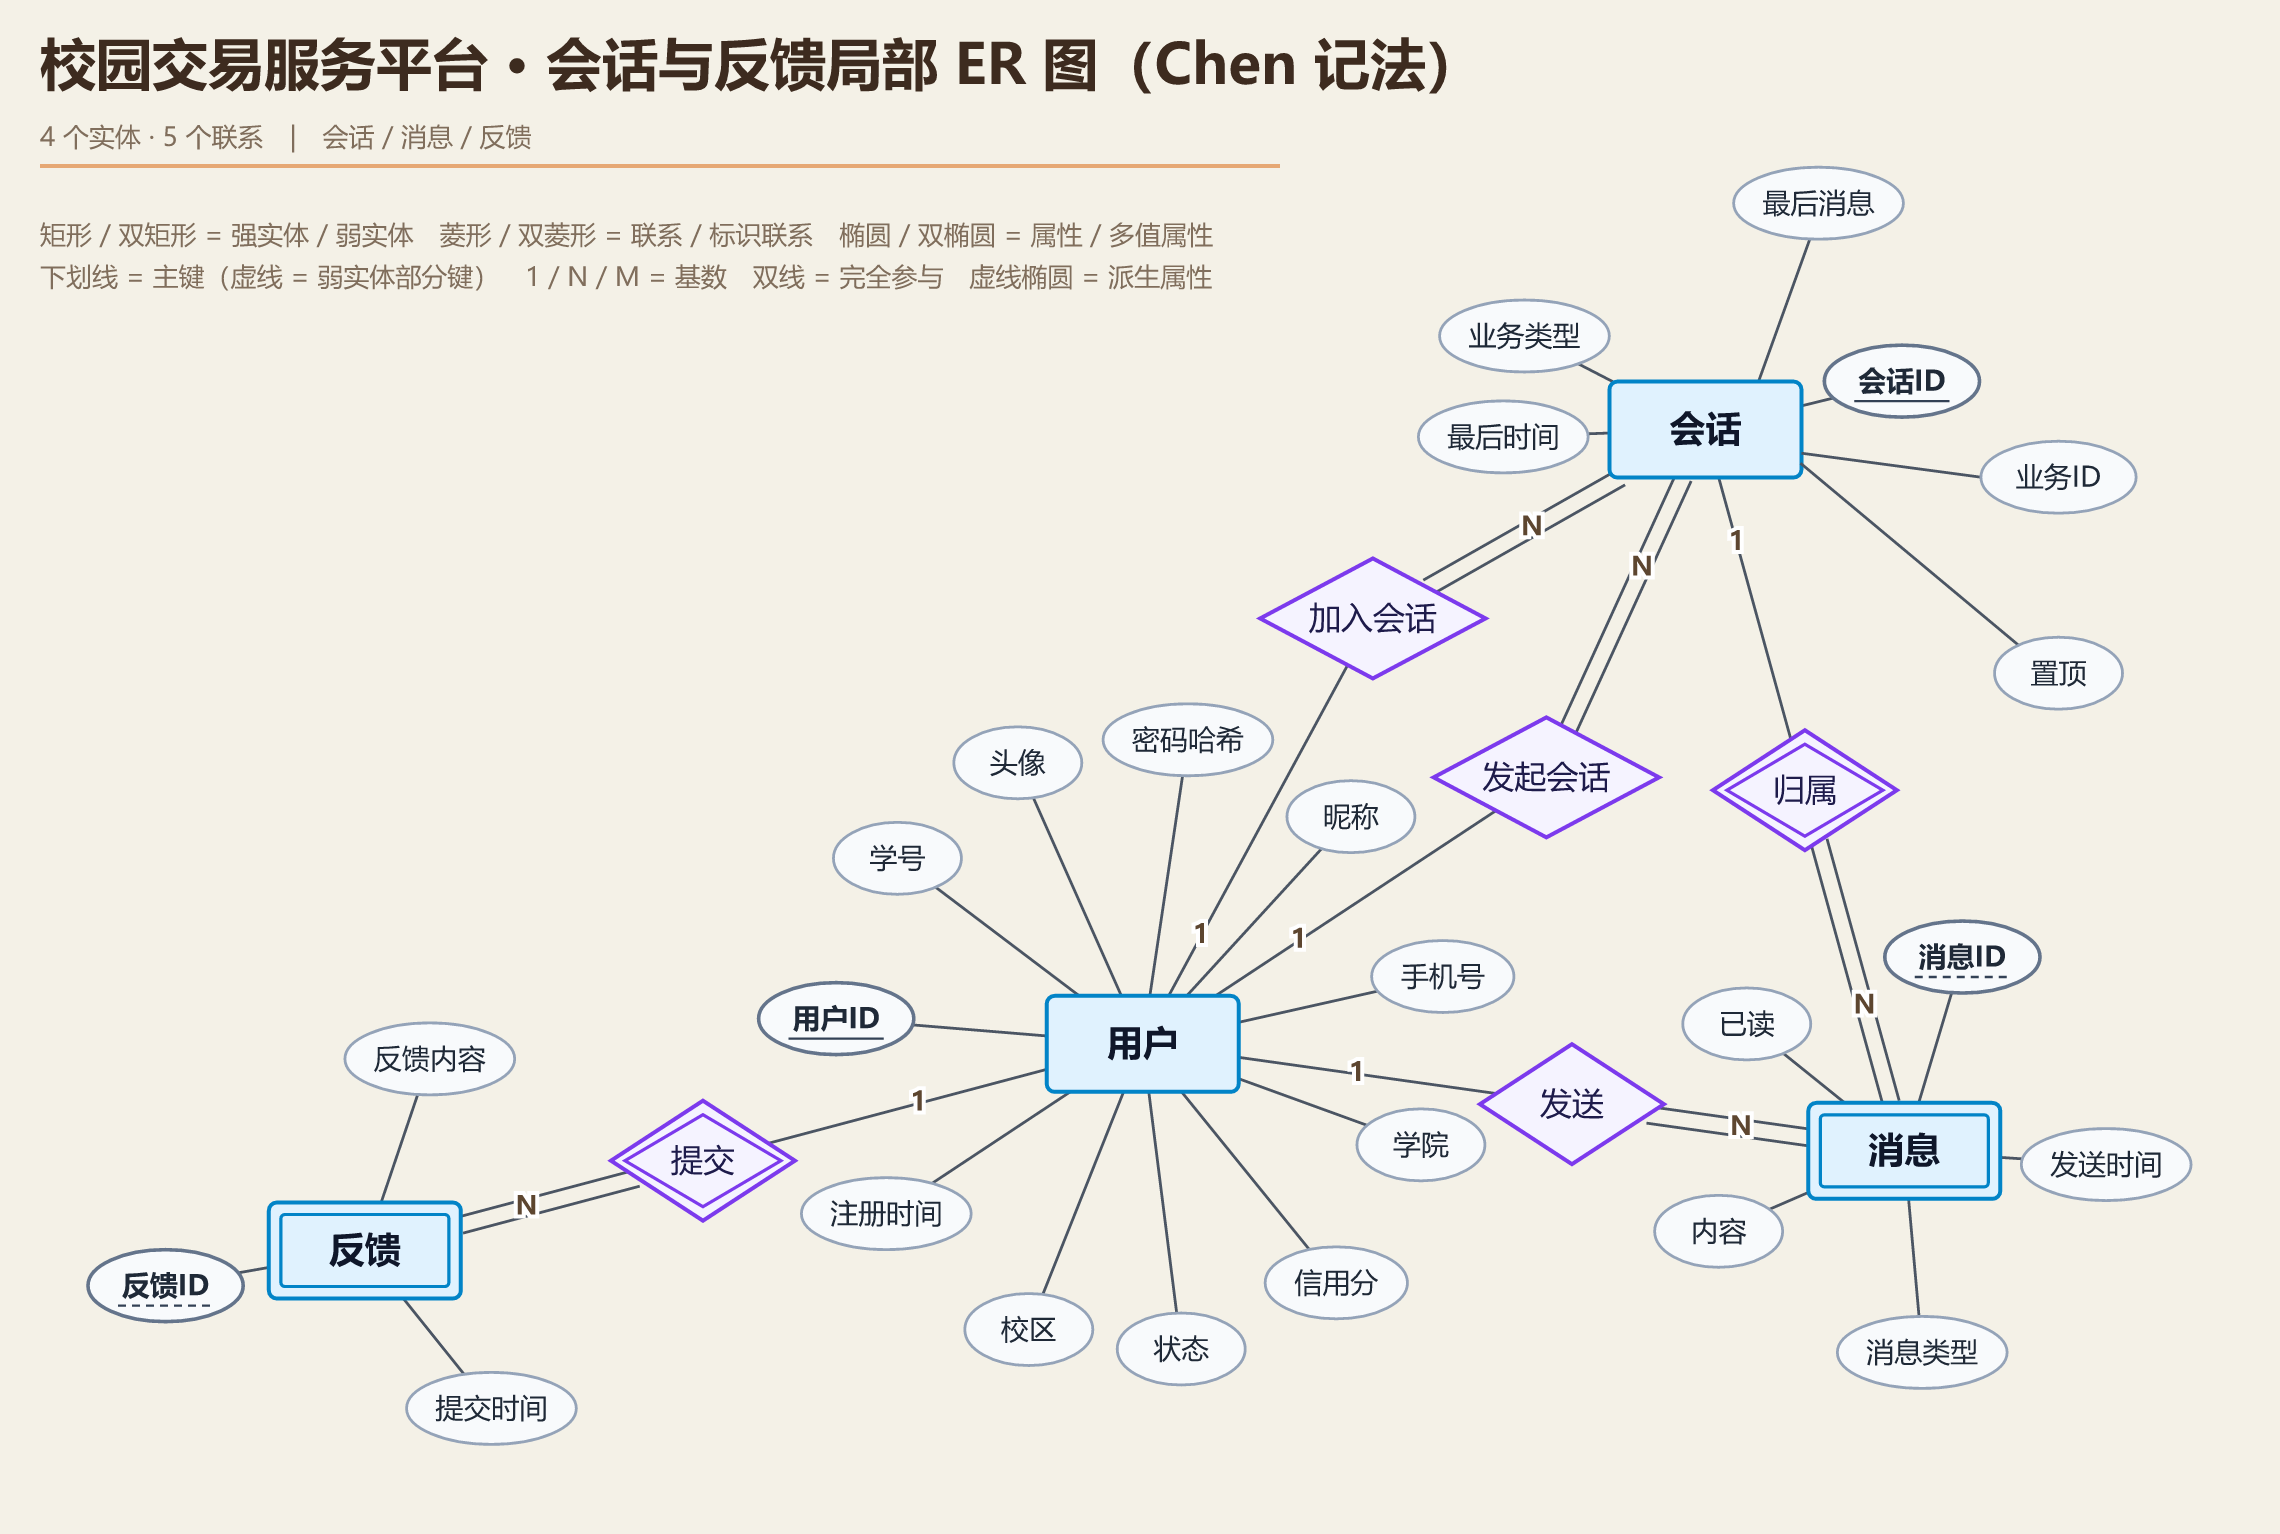 校园交易服务平台 · 会话与反馈局部 ER 图（Chen 记法）
4 个实体 · 5 个联系 | 会话 / 消息 / 反馈
矩形 / 双矩形 = 强实体 / 弱实体 菱形 / 双菱形 = 联系 / 标识联系 椭圆 / 双椭圆 = 属性 / 多值属性
下划线 = 主键（虚线 = 弱实体部分键） 1 / N / M = 基数 双线 = 完全参与 虚线椭圆 = 派生属性
最后消息
业务类型
会话ID
会话
最后时间
业务ID
N
1
N
加入会话
置顶
密码哈希
头像
发起会话
归属
昵称
学号
1
1
消息ID
手机号
N
用户ID
已读
用户
反馈内容
1
1
发送
N
学院
消息
提交
发送时间
N
注册时间
内容
反馈
反馈ID
信用分
校区
状态
消息类型
提交时间